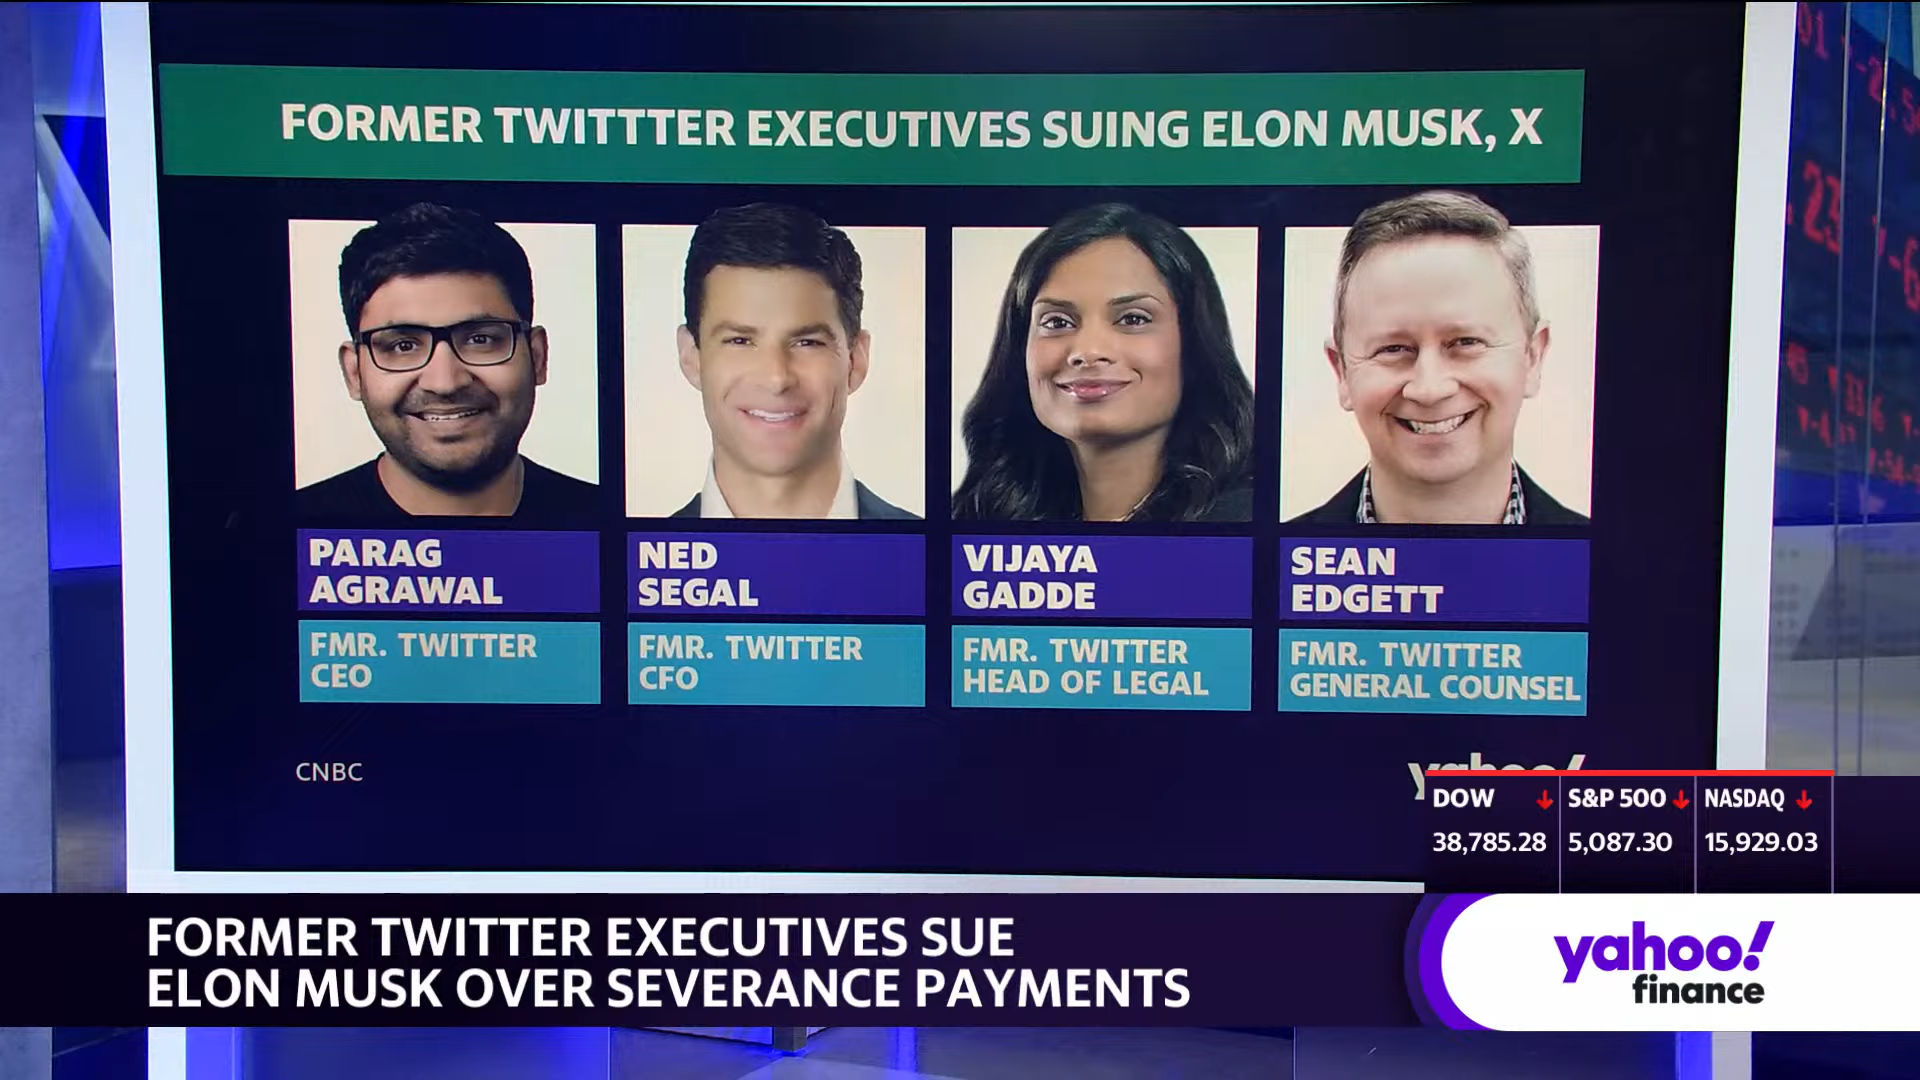 FORMER TWITTTER EXECUTIVES SUING ELON MUSK, X
PARAG
AGRAWAL
FMR. TWITTER
CEO
NED
SEGAL
FMR. TWITTER
CFO
VIJAYA
GADDE
FMR. TWITTER
HEAD OF LEGAL
SEAN
EDGETT
FMR. TWITTER
GENERAL COUNSEL
CNBC
yahoo!
DOW
38,785.28
S&P 500
5,087.30
NASDAQ
15,929.03
FORMER TWITTER EXECUTIVES SUE
ELON MUSK OVER SEVERANCE PAYMENTS
yahoo!
finance